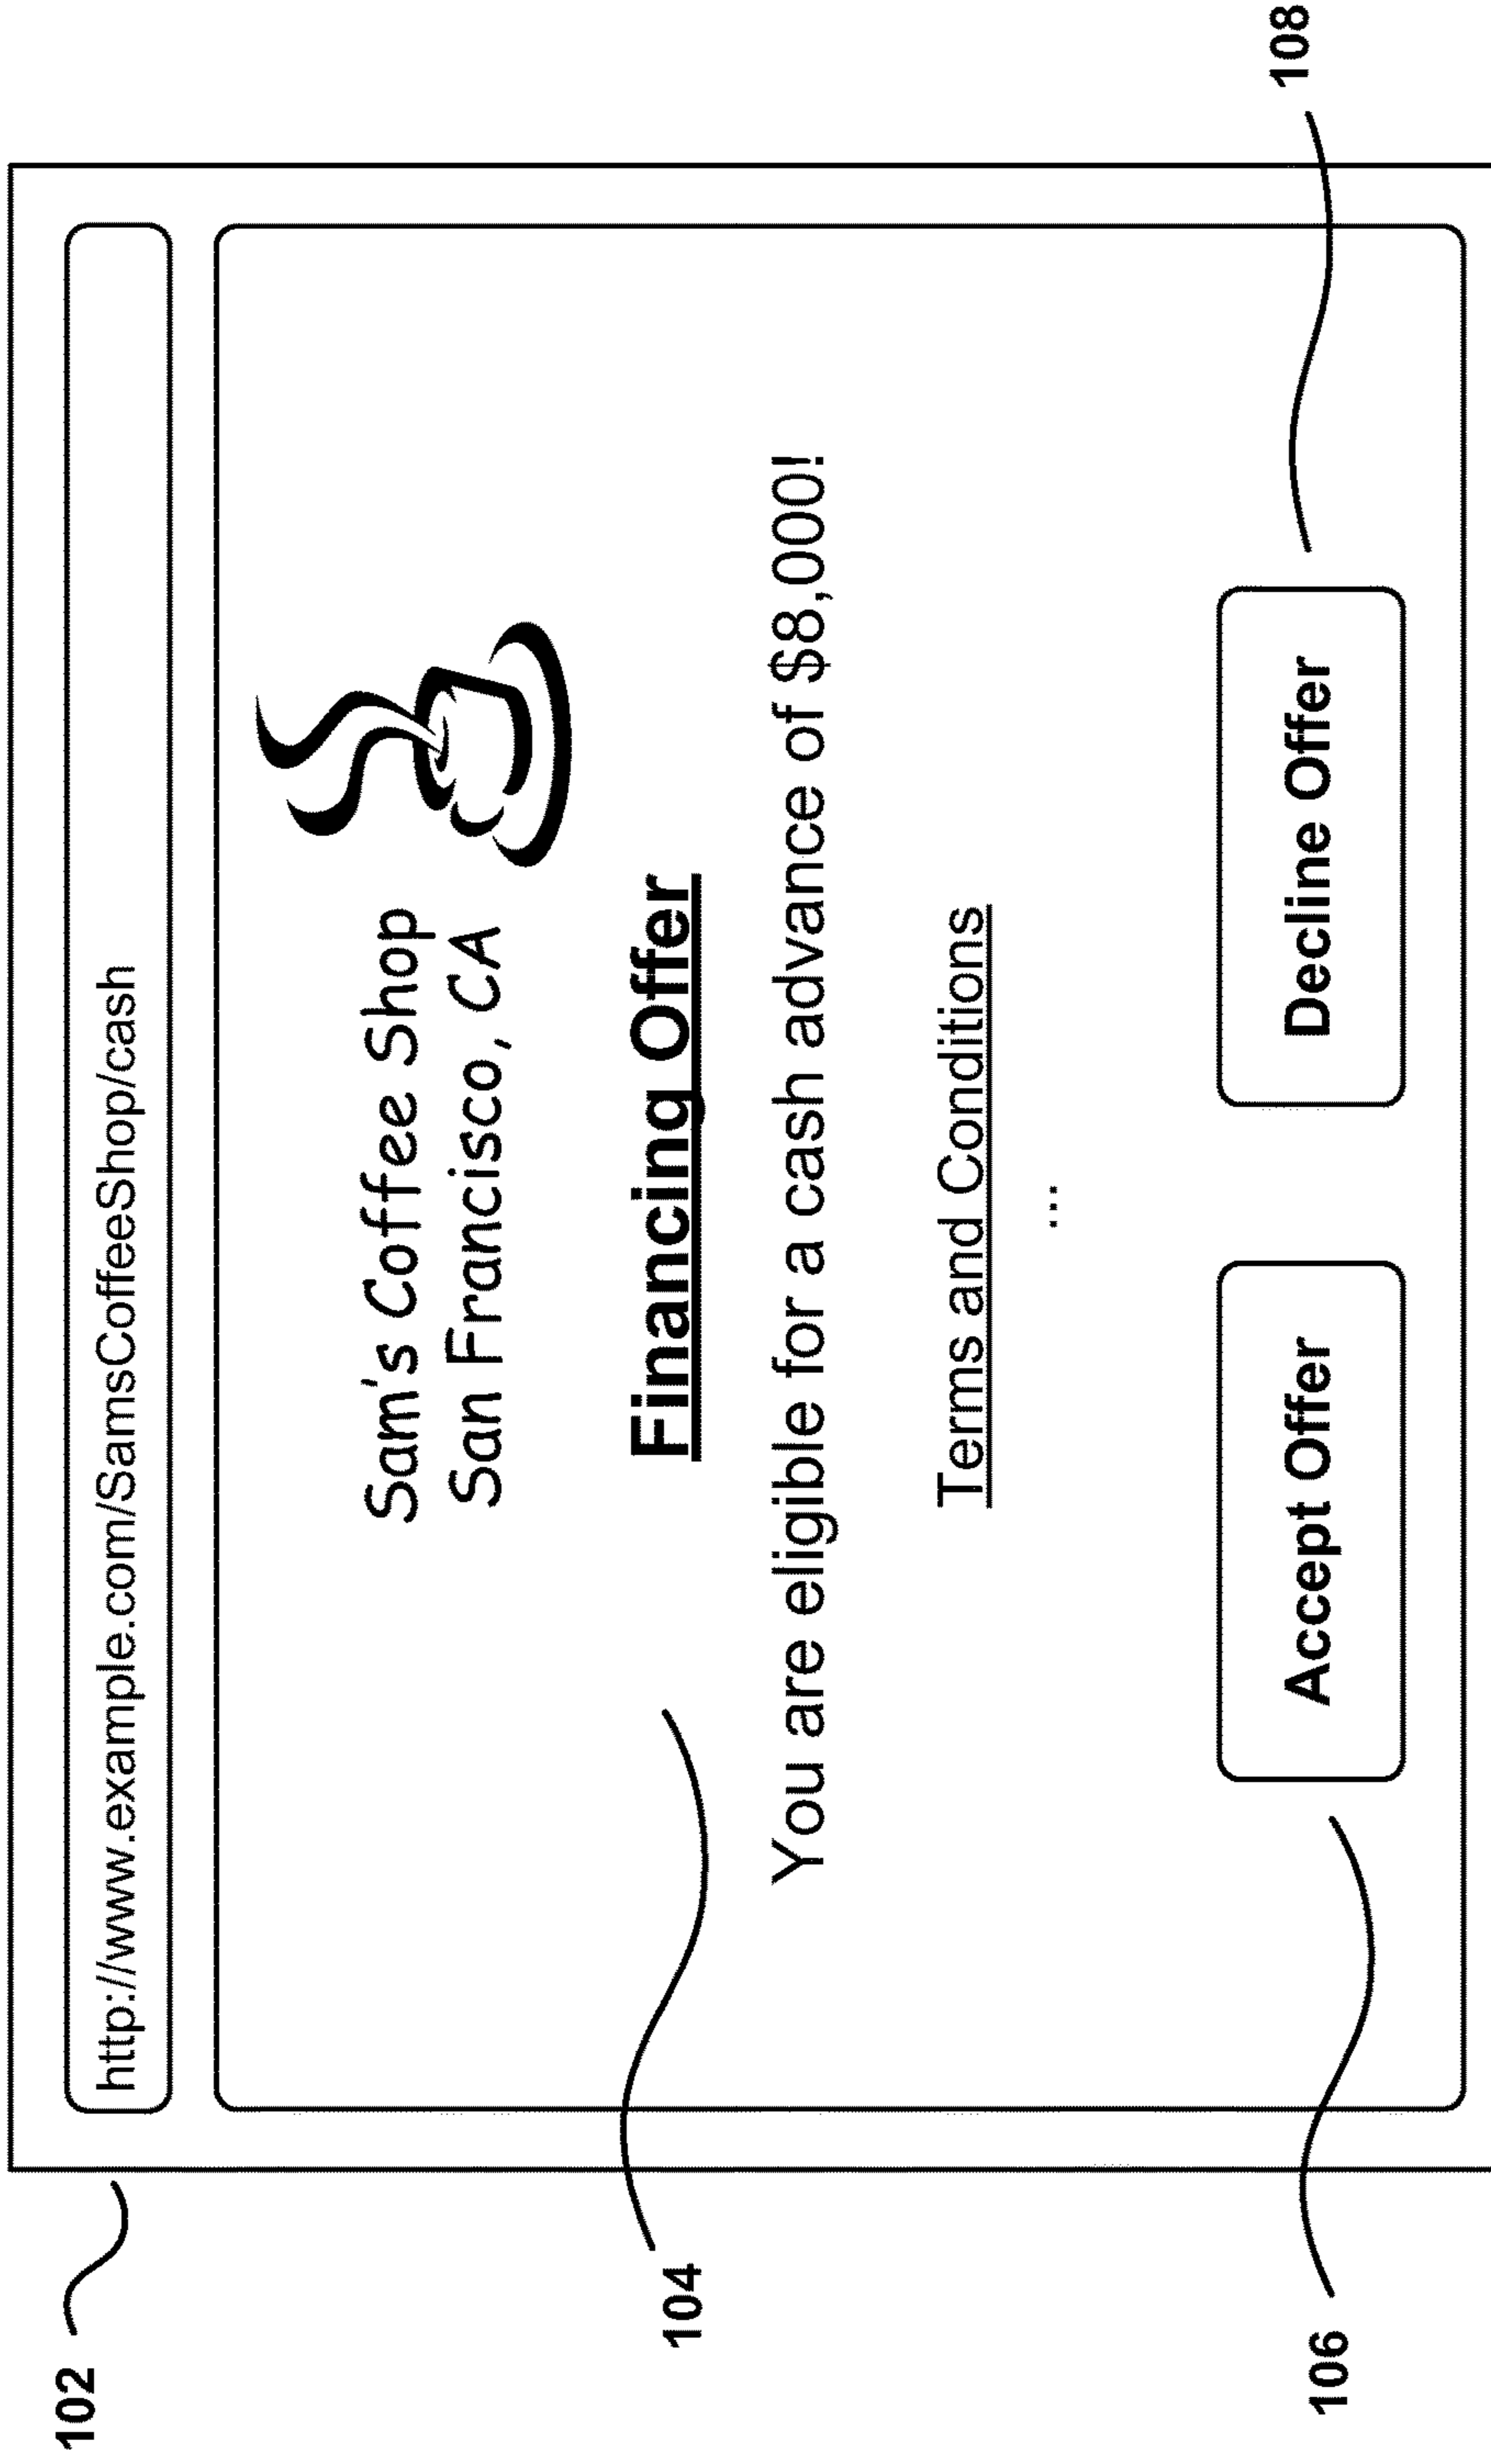 102
http://www.example.com/SamsCoffeeShop/cash
Sam's Coffee Shop
San Francisco, CA
104
Financing Offer
You are eligible for a cash advance of $8,000!
Terms and Conditions
...
106
Accept Offer
Decline Offer
108